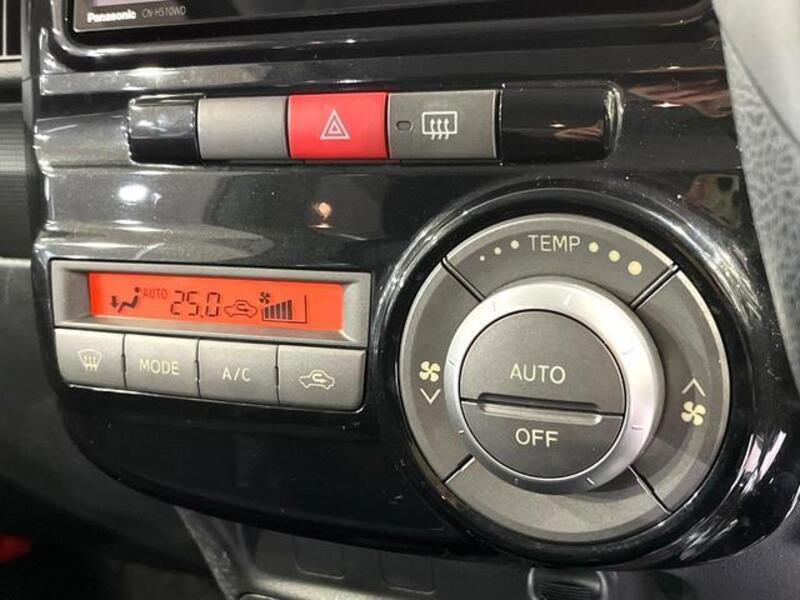 Panasonic CN-H510WD
TEMP
AUTO 25.0
MODE A/C
AUTO
OFF